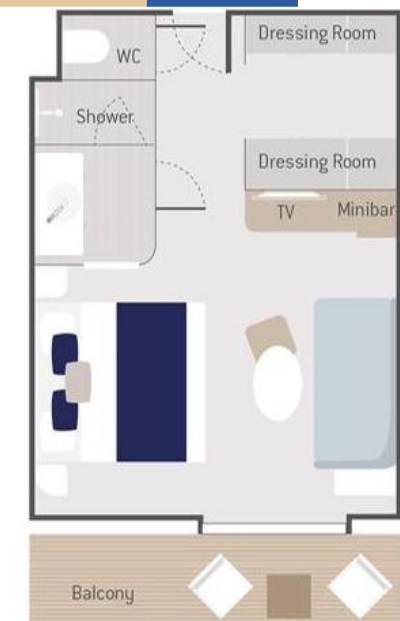 Dressing Room
WC
Shower
Dressing Room
TV
Minibar
Balcony